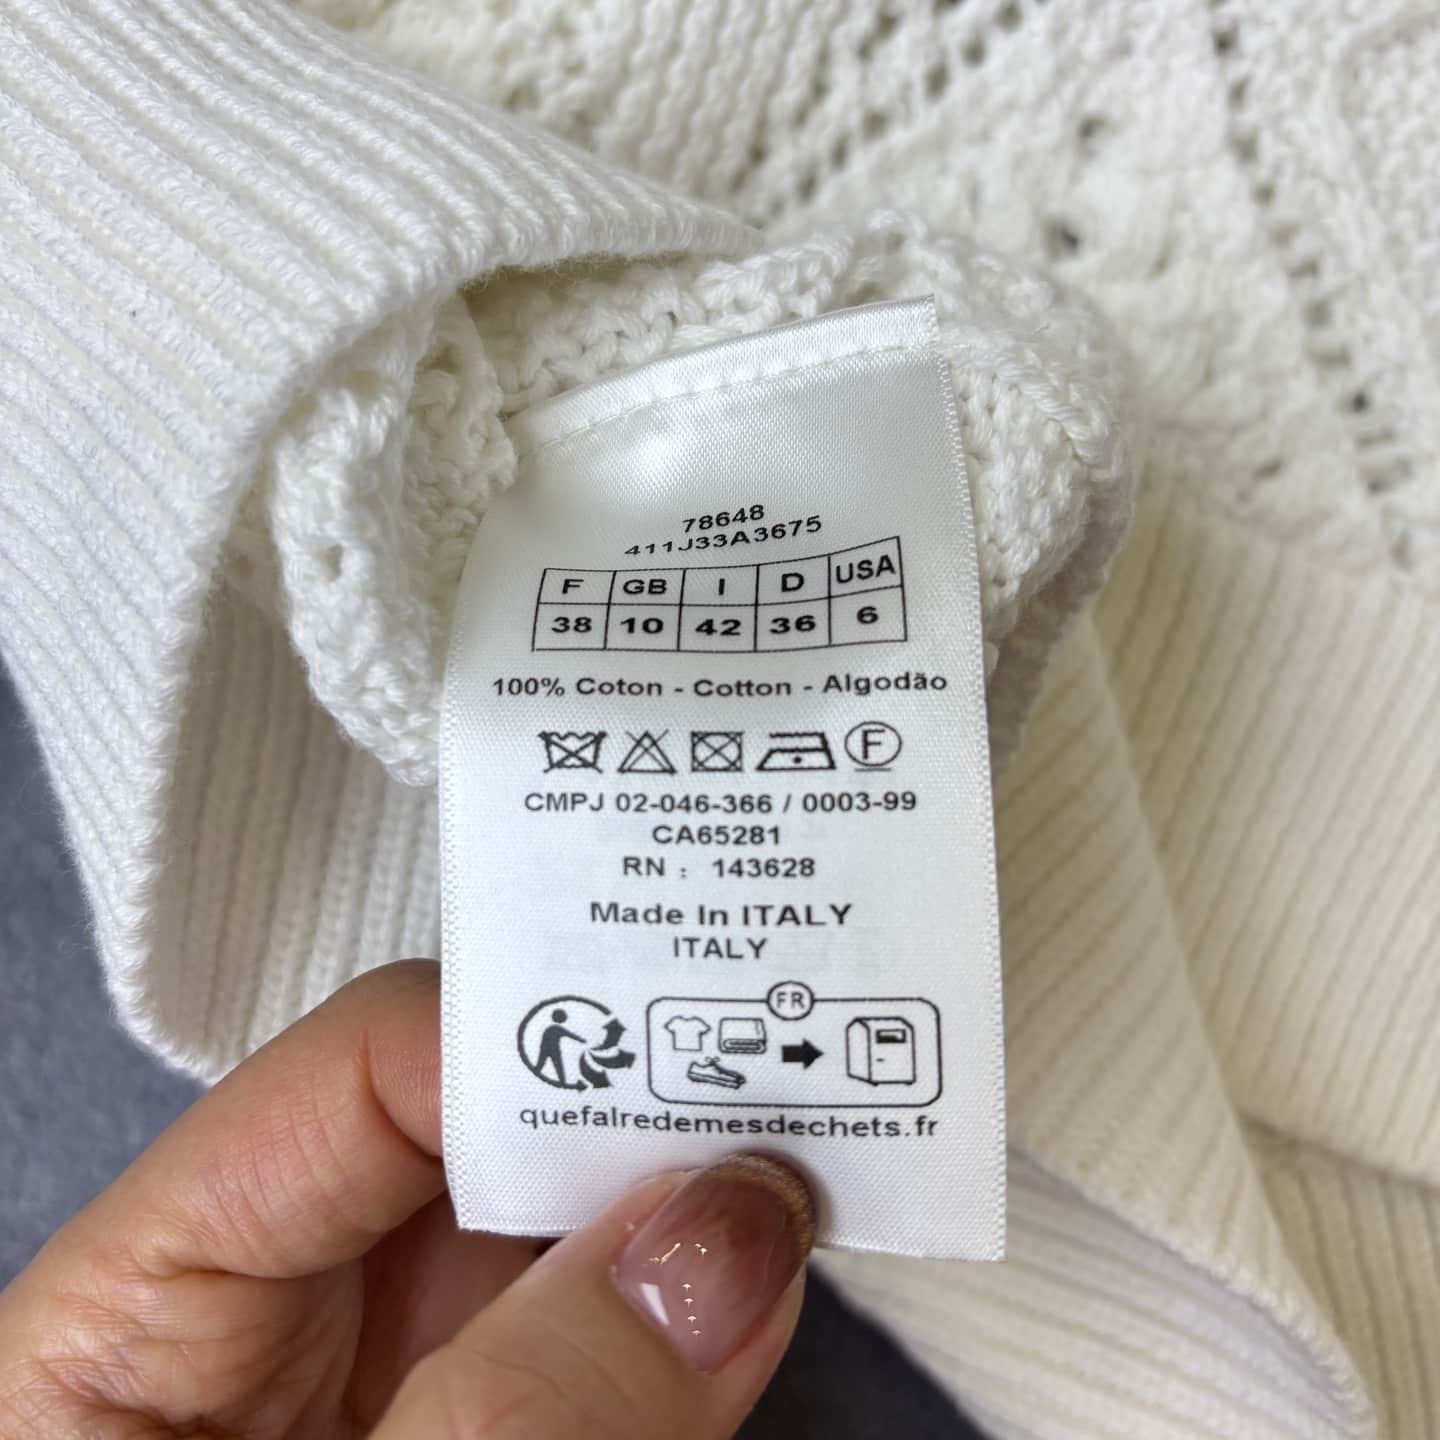 78648
411J33A3675
F GB I D USA
38 10 42 36 6
100% Coton - Cotton - Algodão
F
CMPJ 02-046-366 / 0003-99
CA65281
RN : 143628
Made In ITALY
ITALY
FR
quefalredemesdechets.fr